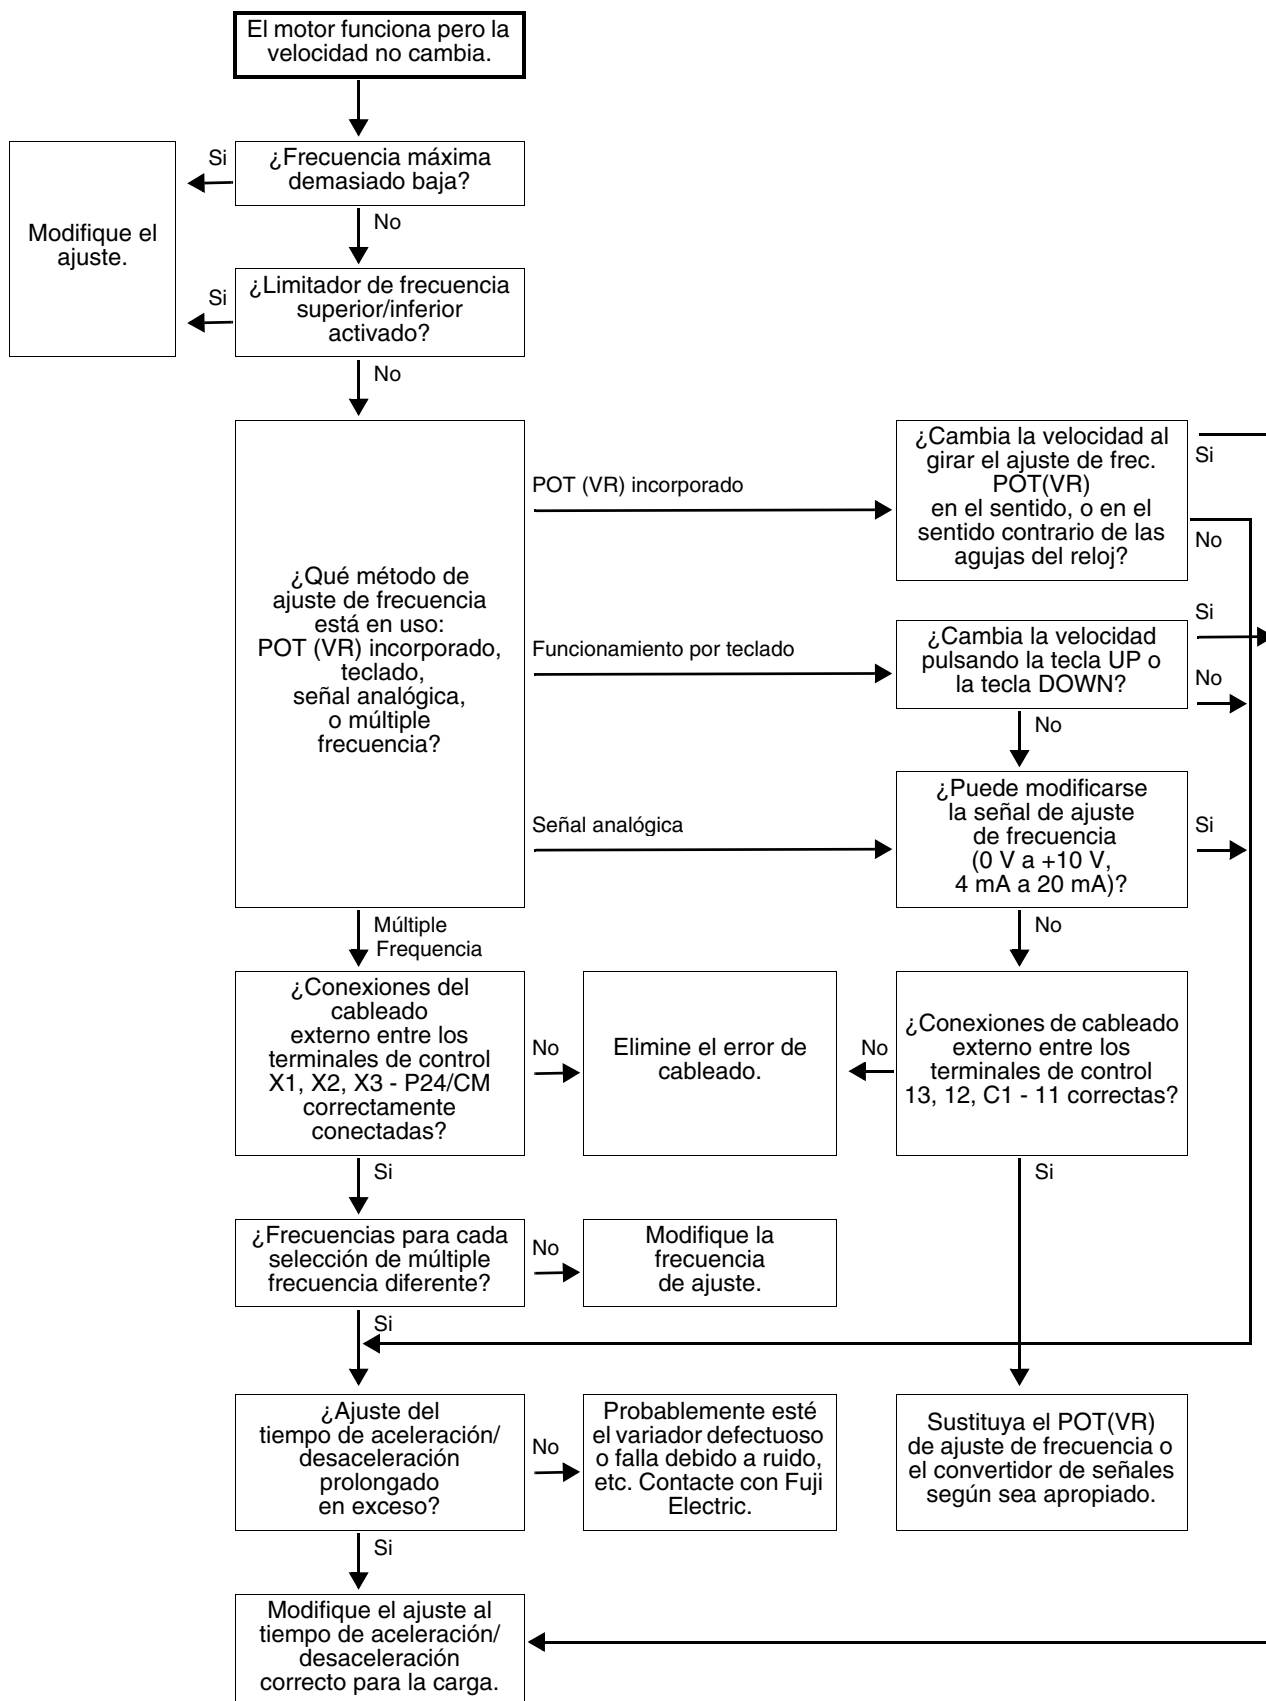 El motor funciona pero la
velocidad no cambia.
Si
¿Frecuencia máxima
demasiado baja?
No
Modifique el
ajuste.
Si
¿Limitador de frecuencia
superior/inferior
activado?
No
¿Qué método de
ajuste de frecuencia
está en uso:
POT (VR) incorporado,
teclado,
señal analógica,
o múltiple
frecuencia?
POT (VR) incorporado
¿Cambia la velocidad al
girar el ajuste de frec.
POT(VR)
en el sentido, o en el
sentido contrario de las
agujas del reloj?
Si
No
Funcionamiento por teclado
¿Cambia la velocidad
pulsando la tecla UP o
la tecla DOWN?
Si
No
No
Señal analógica
¿Puede modificarse
la señal de ajuste
de frecuencia
(0 V a +10 V,
4 mA a 20 mA)?
Si
No
Múltiple
Frequencia
¿Conexiones del
cableado
externo entre los
terminales de control
X1, X2, X3 - P24/CM
correctamente
conectadas?
No
Elimine el error de
cableado.
No
¿Conexiones de cableado
externo entre los
terminales de control
13, 12, C1 - 11 correctas?
Si
Si
¿Frecuencias para cada
selección de múltiple
frecuencia diferente?
No
Modifique la
frecuencia
de ajuste.
Si
¿Ajuste del
tiempo de aceleración/
desaceleración
prolongado
en exceso?
No
Probablemente esté
el variador defectuoso
o falla debido a ruido,
etc. Contacte con Fuji
Electric.
Sustituya el POT(VR)
de ajuste de frecuencia o
el convertidor de señales
según sea apropiado.
Si
Modifique el ajuste al
tiempo de aceleración/
desaceleración
correcto para la carga.